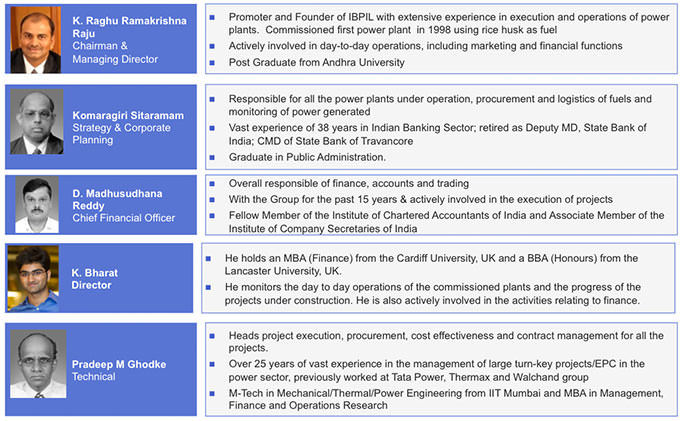 K. Raghu Ramakrishna
Raju
Chairman &
Managing Director
Promoter and Founder of IBPIL with extensive experience in execution and operations of power
plants. Commissioned first power plant in 1998 using rice husk as fuel
Actively involved in day-to-day operations, including marketing and financial functions
Post Graduate from Andhra University
Komaragiri Sitaramam
Strategy & Corporate
Planning
Responsible for all the power plants under operation, procurement and logistics of fuels and
monitoring of power generated
Vast experience of 38 years in Indian Banking Sector; retired as Deputy MD, State Bank of
India; CMD of State Bank of Travancore
Graduate in Public Administration.
D. Madhusudhana
Reddy
Chief Financial Officer
Overall responsible of finance, accounts and trading
With the Group for the past 15 years & actively involved in the execution of projects
Fellow Member of the Institute of Chartered Accountants of India and Associate Member of the
Institute of Company Secretaries of India
K. Bharat
Director
He holds an MBA (Finance) from the Cardiff University, UK and a BBA (Honours) from the
Lancaster University, UK.
He monitors the day to day operations of the commissioned plants and the progress of the
projects under construction. He is also actively involved in the activities relating to finance.
Pradeep M Ghodke
Technical
Heads project execution, procurement, cost effectiveness and contract management for all the
projects.
Over 25 years of vast experience in the management of large turn-key projects/EPC in the
power sector, previously worked at Tata Power, Thermax and Walchand group
M-Tech in Mechanical/Thermal/Power Engineering from IIT Mumbai and MBA in Management,
Finance and Operations Research